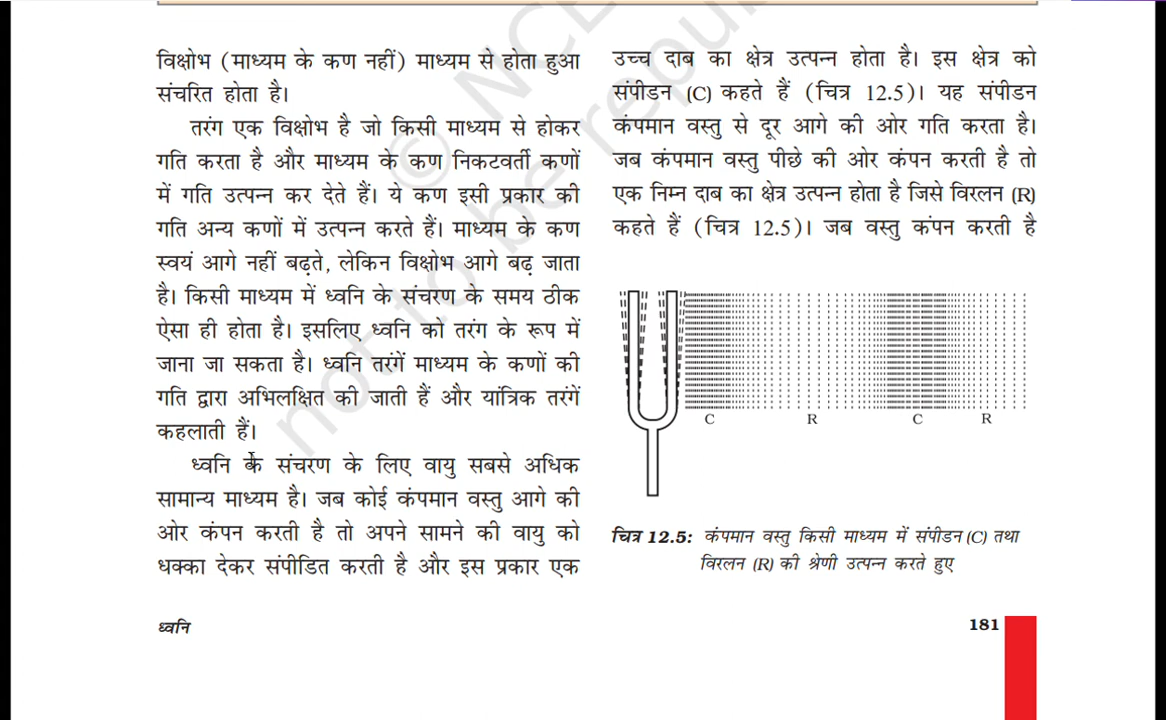 विक्षोभ (माध्यम के कण नहीं) माध्यम से होता हुआ
संचरित होता है।
तरंग एक विक्षोभ है जो किसी माध्यम से होकर
गति करता है और माध्यम के कण निकटवर्ती कणों
में गति उत्पन्न कर देते हैं। ये कण इसी प्रकार की
गति अन्य कणों में उत्पन्न करते हैं। माध्यम के कण
स्वयं आगे नहीं बढ़ते, लेकिन विक्षोभ आगे बढ़ जाता
है। किसी माध्यम में ध्वनि के संचरण के समय ठीक
ऐसा ही होता है। इसलिए ध्वनि को तरंग के रूप में
जाना जा सकता है। ध्वनि तरंगें माध्यम के कणों की
गति द्वारा अभिलक्षित की जाती हैं और यांत्रिक तरंगें
कहलाती हैं।
ध्वनि के संचरण के लिए वायु सबसे अधिक
सामान्य माध्यम है। जब कोई कंपमान वस्तु आगे की
ओर कंपन करती है तो अपने सामने की वायु को
धक्का देकर संपीडित करती है और इस प्रकार एक
उच्च दाब का क्षेत्र उत्पन्न होता है। इस क्षेत्र को
संपीडन (C) कहते हैं (चित्र 12.5)। यह संपीडन
कंपमान वस्तु से दूर आगे की ओर गति करता है।
जब कंपमान वस्तु पीछे की ओर कंपन करती है तो
एक निम्न दाब का क्षेत्र उत्पन्न होता है जिसे विरलन (R)
कहते हैं (चित्र 12.5)। जब वस्तु कंपन करती है
C R C R
चित्र 12.5: कंपमान वस्तु किसी माध्यम में संपीडन (C) तथा
विरलन (R) की श्रेणी उत्पन्न करते हुए
ध्वनि
181
© NCE
not to be repu